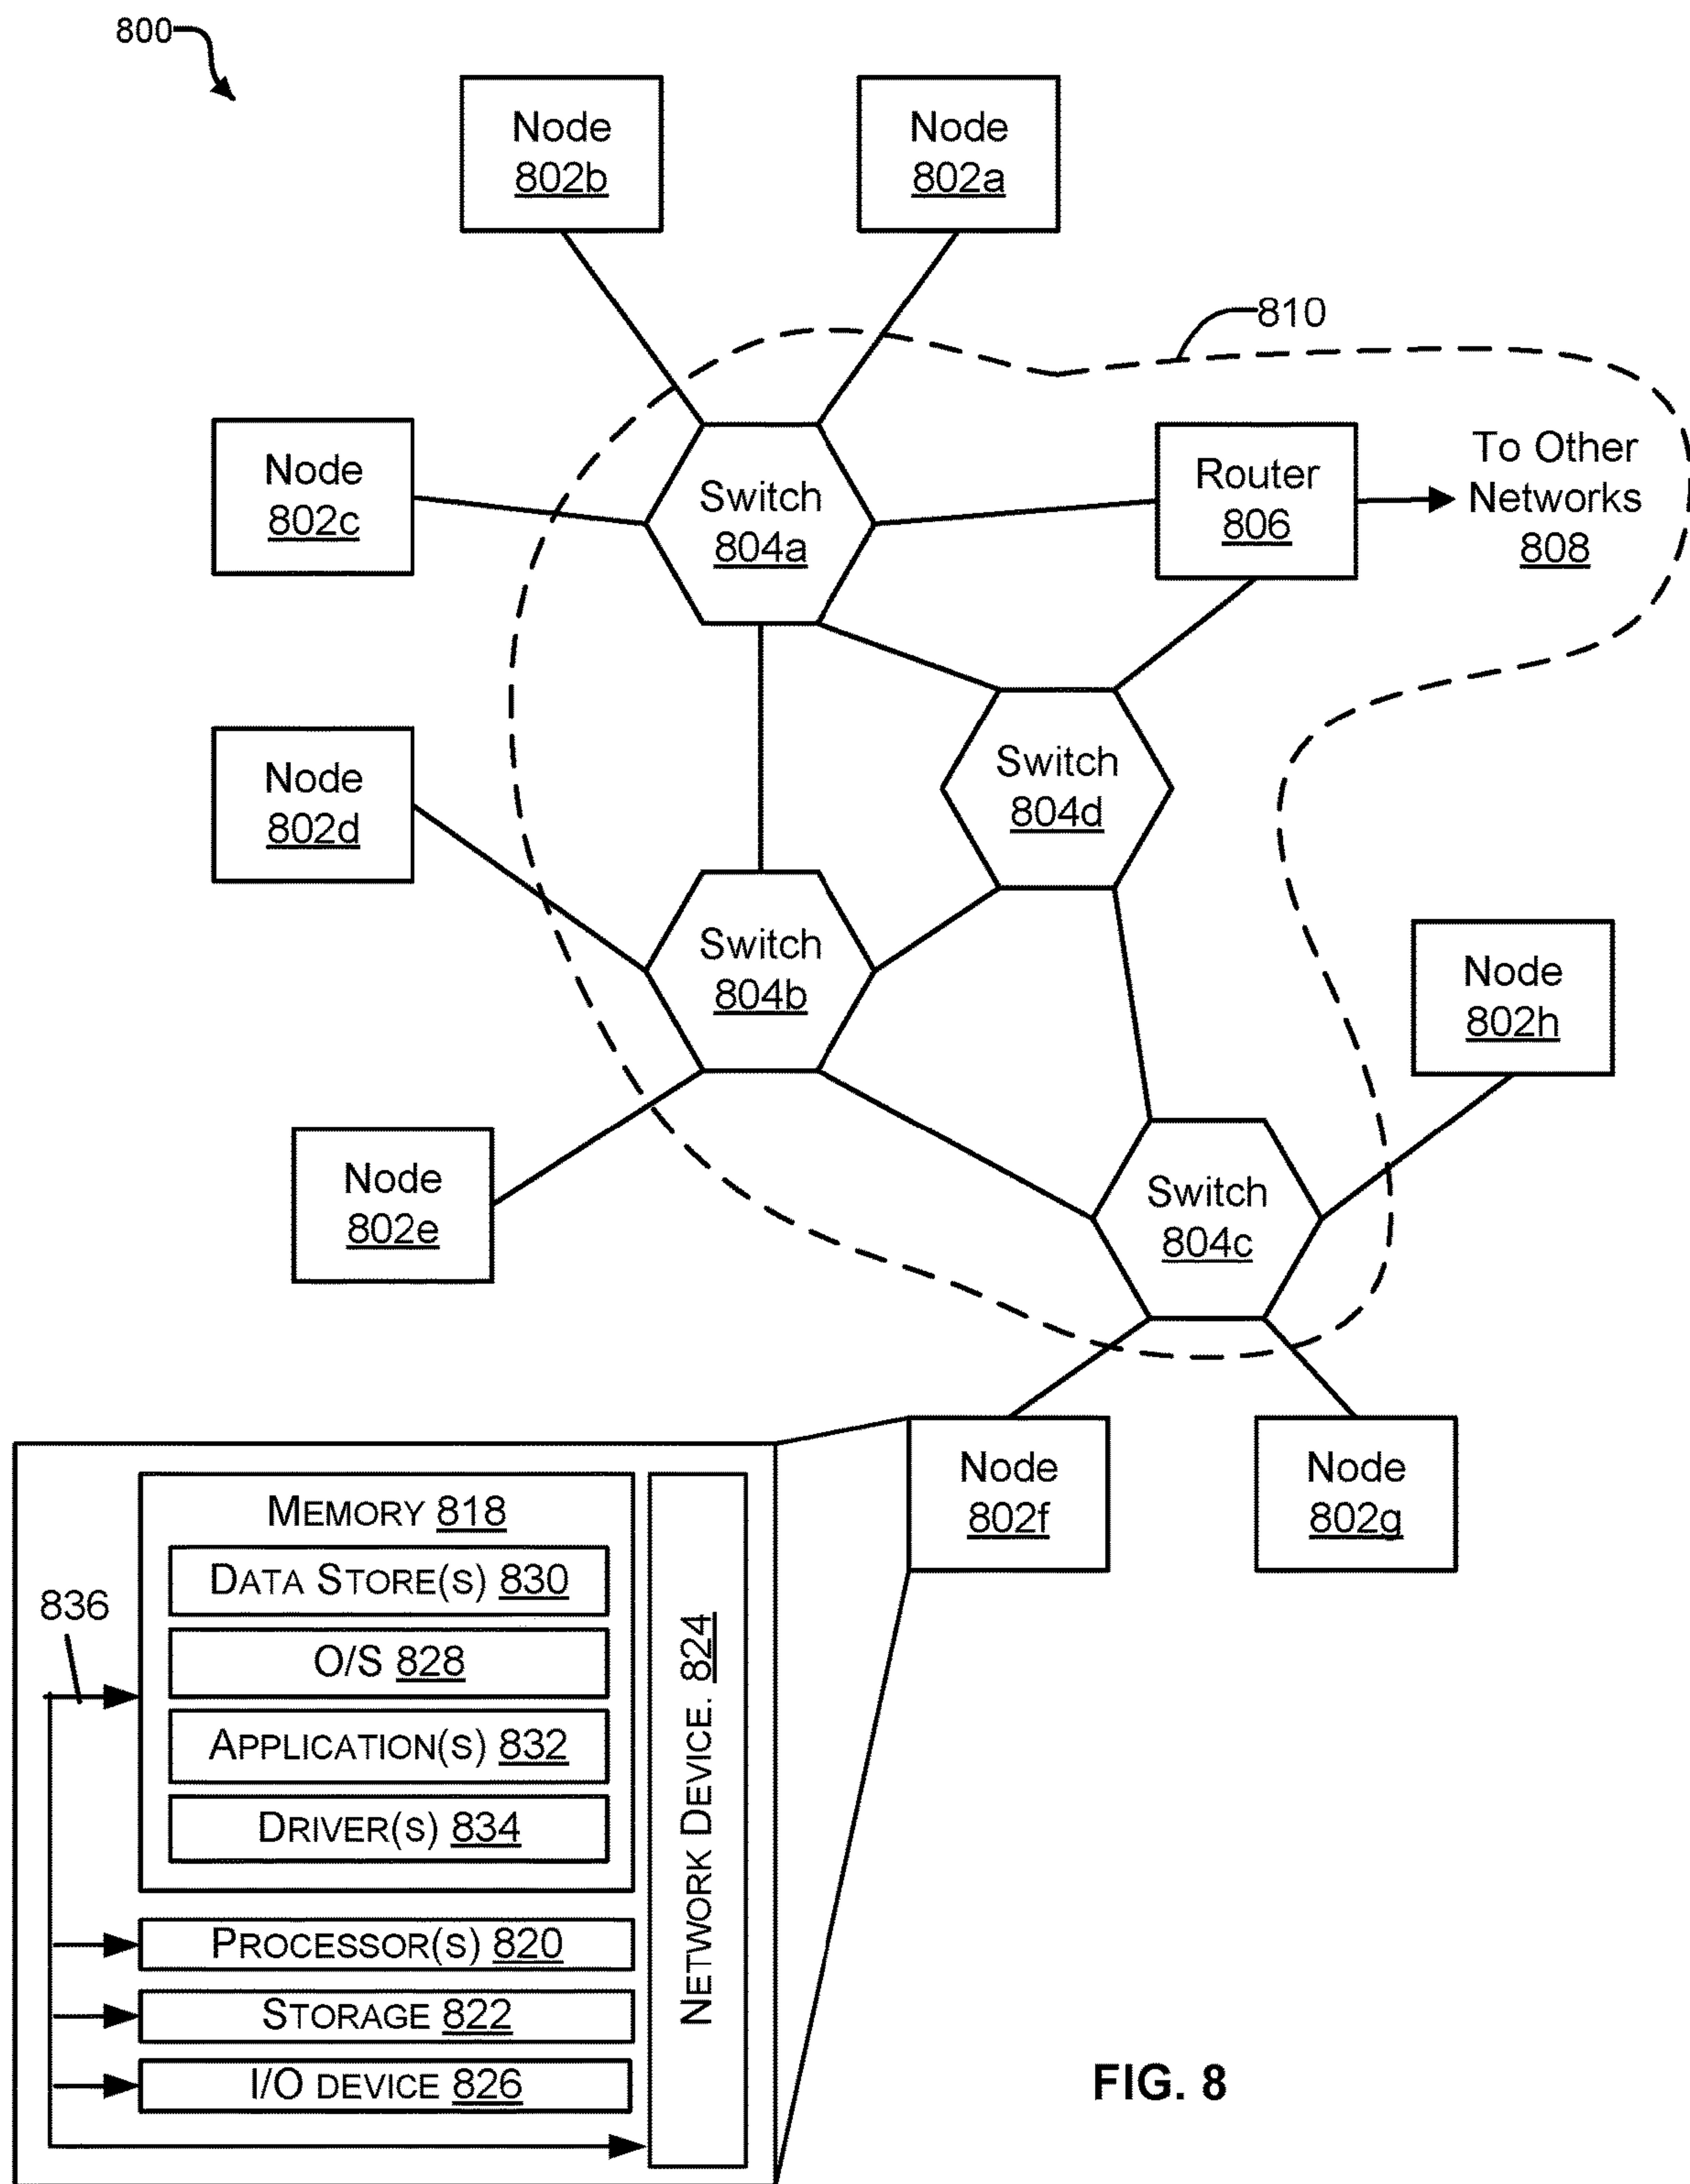 800
Node
802b
Node
802a
810
Node
802c
Switch
804a
Router
806
To Other
Networks
808
Node
802d
Switch
804d
Switch
804b
Node
802h
Node
802e
Switch
804c
Node
802f
Node
802g
MEMORY 818
DATA STORE(S) 830
836
O/S 828
APPLICATION(S) 832
DRIVER(S) 834
NETWORK DEVICE. 824
PROCESSOR(S) 820
STORAGE 822
I/O DEVICE 826
FIG. 8